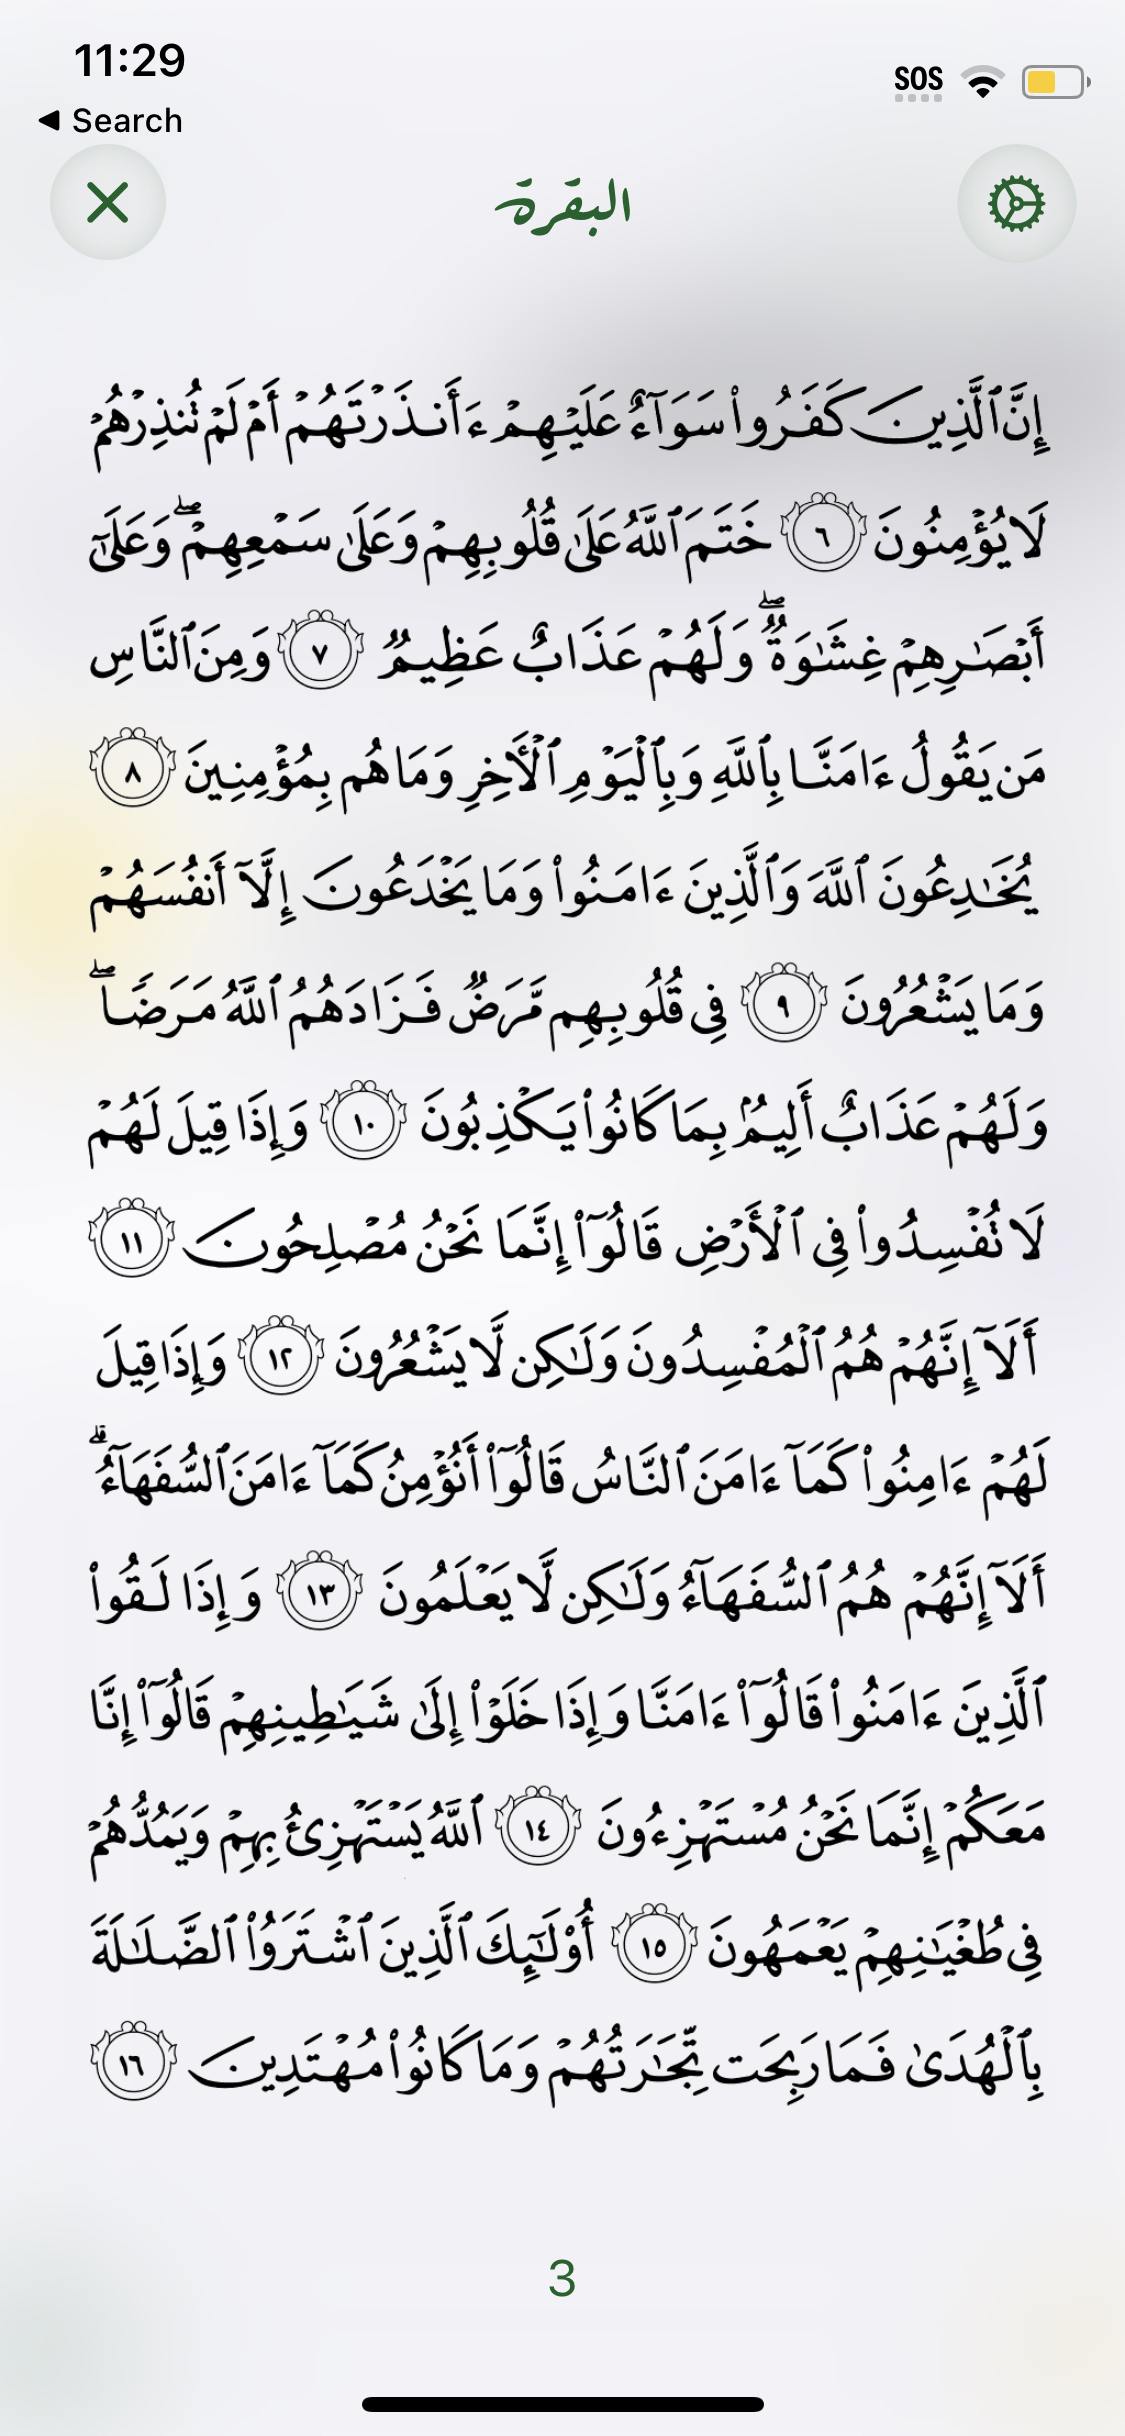 11:29
SOS
◀ Search
البقرة
إِنَّ ٱلَّذِينَ كَفَرُوا۟ سَوَآءٌ عَلَيْهِمْ ءَأَنذَرْتَهُمْ أَمْ لَمْ تُنذِرْهُمْ
لَا يُؤْمِنُونَ ٦ خَتَمَ ٱللَّهُ عَلَىٰ قُلُوبِهِمْ وَعَلَىٰ سَمْعِهِمْ ۖ وَعَلَىٰٓ
أَبْصَـٰرِهِمْ غِشَـٰوَةٌ ۖ وَلَهُمْ عَذَابٌ عَظِيمٌ ٧ وَمِنَ ٱلنَّاسِ
مَن يَقُولُ ءَامَنَّا بِٱللَّهِ وَبِٱلْيَوْمِ ٱلْـَٔاخِرِ وَمَا هُم بِمُؤْمِنِينَ ٨
يُخَـٰدِعُونَ ٱللَّهَ وَٱلَّذِينَ ءَامَنُوا۟ وَمَا يَخْدَعُونَ إِلَّآ أَنفُسَهُمْ
وَمَا يَشْعُرُونَ ٩ فِى قُلُوبِهِم مَّرَضٌ فَزَادَهُمُ ٱللَّهُ مَرَضًا ۖ
وَلَهُمْ عَذَابٌ أَلِيمٌۢ بِمَا كَانُوا۟ يَكْذِبُونَ ١٠ وَإِذَا قِيلَ لَهُمْ
لَا تُفْسِدُوا۟ فِى ٱلْأَرْضِ قَالُوٓا۟ إِنَّمَا نَحْنُ مُصْلِحُونَ ١١
أَلَآ إِنَّهُمْ هُمُ ٱلْمُفْسِدُونَ وَلَـٰكِن لَّا يَشْعُرُونَ ١٢ وَإِذَا قِيلَ
لَهُمْ ءَامِنُوا۟ كَمَآ ءَامَنَ ٱلنَّاسُ قَالُوٓا۟ أَنُؤْمِنُ كَمَآ ءَامَنَ ٱلسُّفَهَآءُ ۗ
أَلَآ إِنَّهُمْ هُمُ ٱلسُّفَهَآءُ وَلَـٰكِن لَّا يَعْلَمُونَ ١٣ وَإِذَا لَقُوا۟
ٱلَّذِينَ ءَامَنُوا۟ قَالُوٓا۟ ءَامَنَّا وَإِذَا خَلَوْا۟ إِلَىٰ شَيَـٰطِينِهِمْ قَالُوٓا۟ إِنَّا
مَعَكُمْ إِنَّمَا نَحْنُ مُسْتَهْزِءُونَ ١٤ ٱللَّهُ يَسْتَهْزِئُ بِهِمْ وَيَمُدُّهُمْ
فِى طُغْيَـٰنِهِمْ يَعْمَهُونَ ١٥ أُو۟لَـٰٓئِكَ ٱلَّذِينَ ٱشْتَرَوُا۟ ٱلضَّلَـٰلَةَ
بِٱلْهُدَىٰ فَمَا رَبِحَت تِّجَـٰرَتُهُمْ وَمَا كَانُوا۟ مُهْتَدِينَ ١٦
3